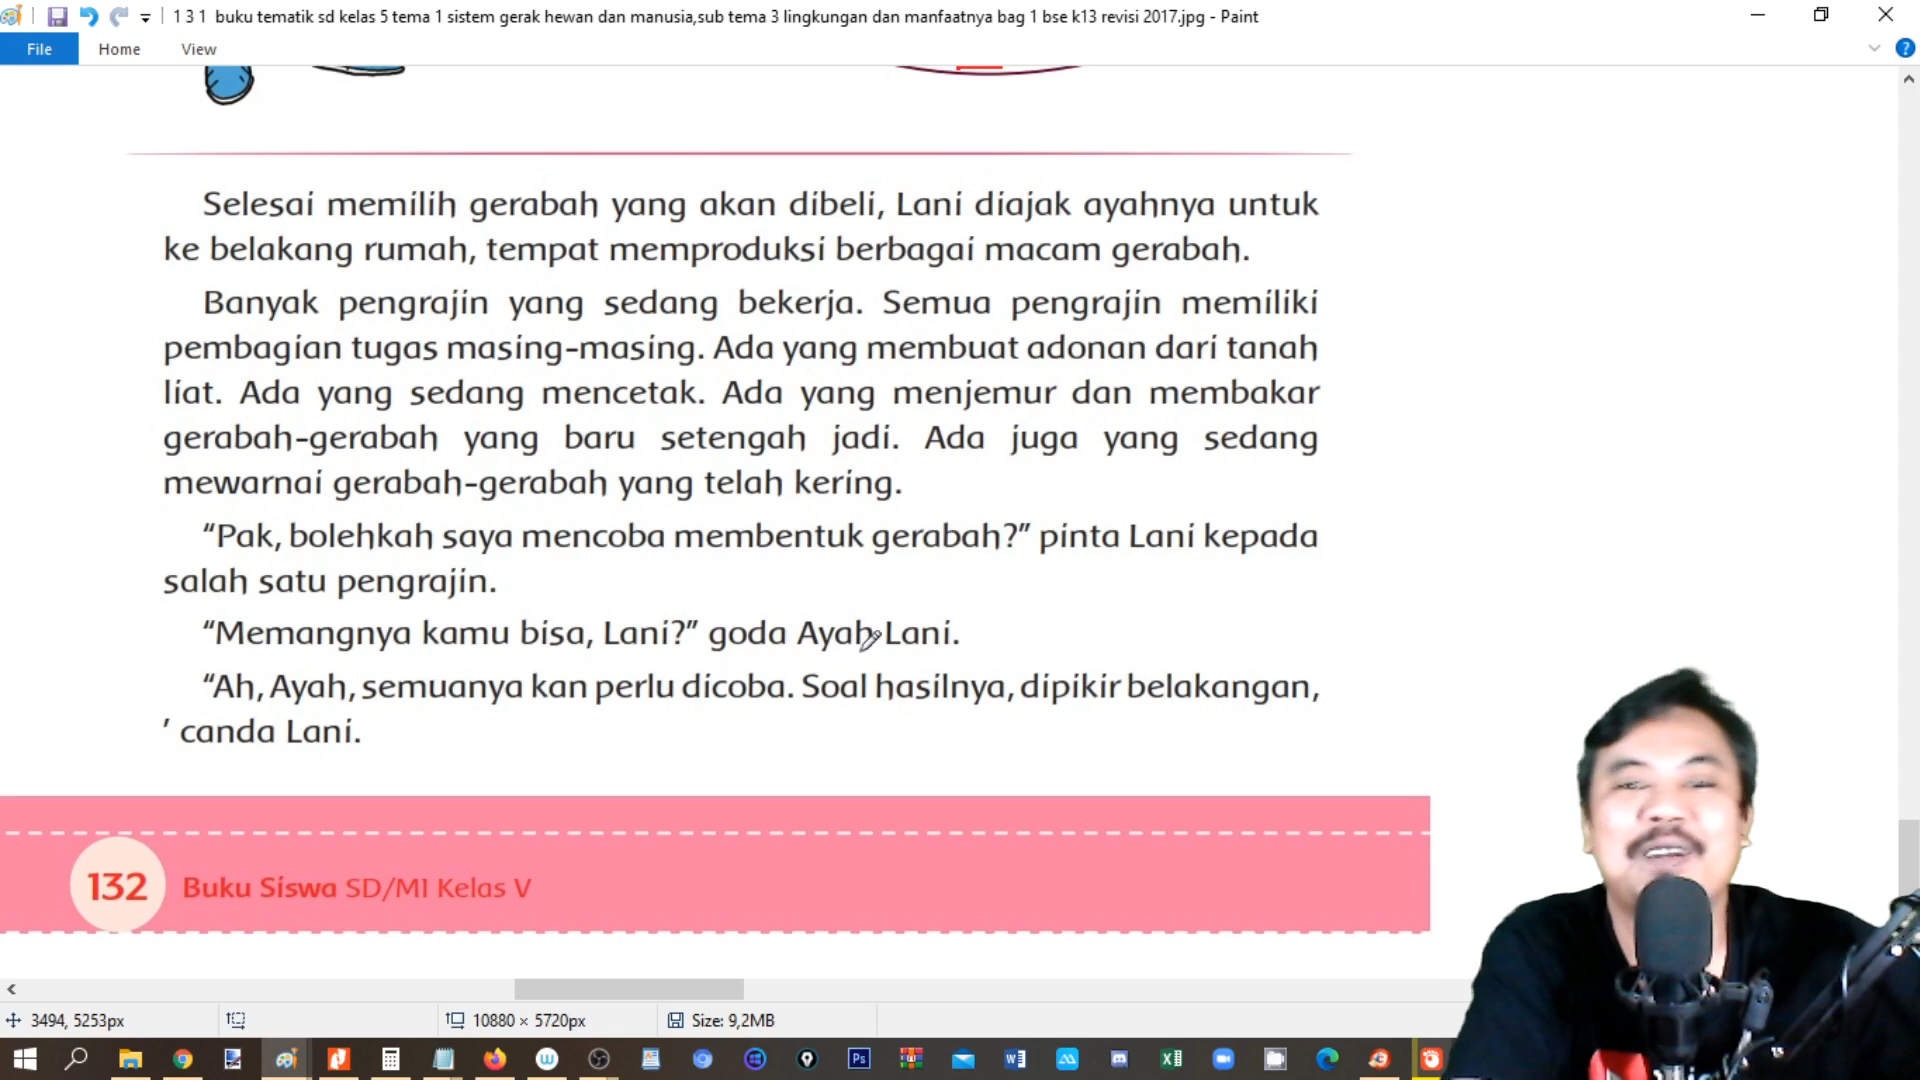 1 3 1 buku tematik sd kelas 5 tema 1 sistem gerak hewan dan manusia,sub tema 3 lingkungan dan manfaatnya bag 1 bse k13 revisi 2017.jpg - Paint
File Home View
Selesai memilih gerabah yang akan dibeli, Lani diajak ayahnya untuk
ke belakang rumah, tempat memproduksi berbagai macam gerabah.
Banyak pengrajin yang sedang bekerja. Semua pengrajin memiliki
pembagian tugas masing-masing. Ada yang membuat adonan dari tanah
liat. Ada yang sedang mencetak. Ada yang menjemur dan membakar
gerabah-gerabah yang baru setengah jadi. Ada juga yang sedang
mewarnai gerabah-gerabah yang telah kering.
“Pak, bolehkah saya mencoba membentuk gerabah?” pinta Lani kepada
salah satu pengrajin.
“Memangnya kamu bisa, Lani?” goda Ayah Lani.
“Ah, Ayah, semuanya kan perlu dicoba. Soal hasilnya, dipikir belakangan,
’ canda Lani.
132 Buku Siswa SD/MI Kelas V
3494, 5253px 10880 × 5720px Size: 9,2MB
Ps